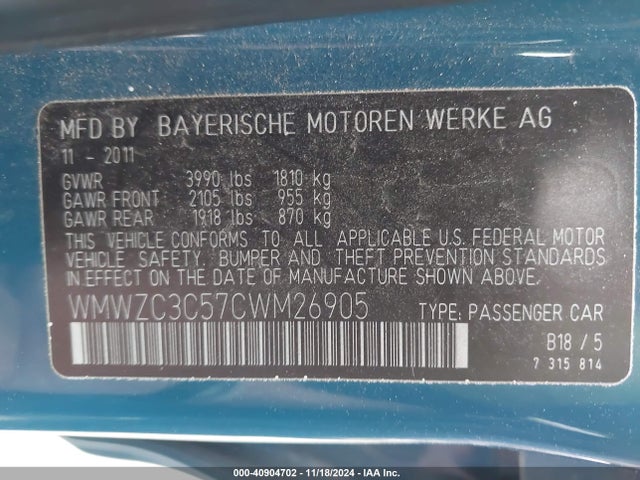 MFD BY BAYERISCHE MOTOREN WERKE AG
11 - 2011
GVWR 3990 lbs 1810 kg
GAWR FRONT 2105 lbs 955 kg
GAWR REAR 1918 lbs 870 kg
THIS VEHICLE CONFORMS TO ALL APPLICABLE U.S. FEDERAL MOTOR
VEHICLE SAFETY, BUMPER AND THEFT PREVENTION STANDARDS
IN EFFECT ON THE DATE OF MANUFACTURE SHOWN ABOVE.
WMWZC3C57CWM26905 TYPE: PASSENGER CAR
B18 / 5
7 315 814
000-40904702 - 11/18/2024 - IAA Inc.